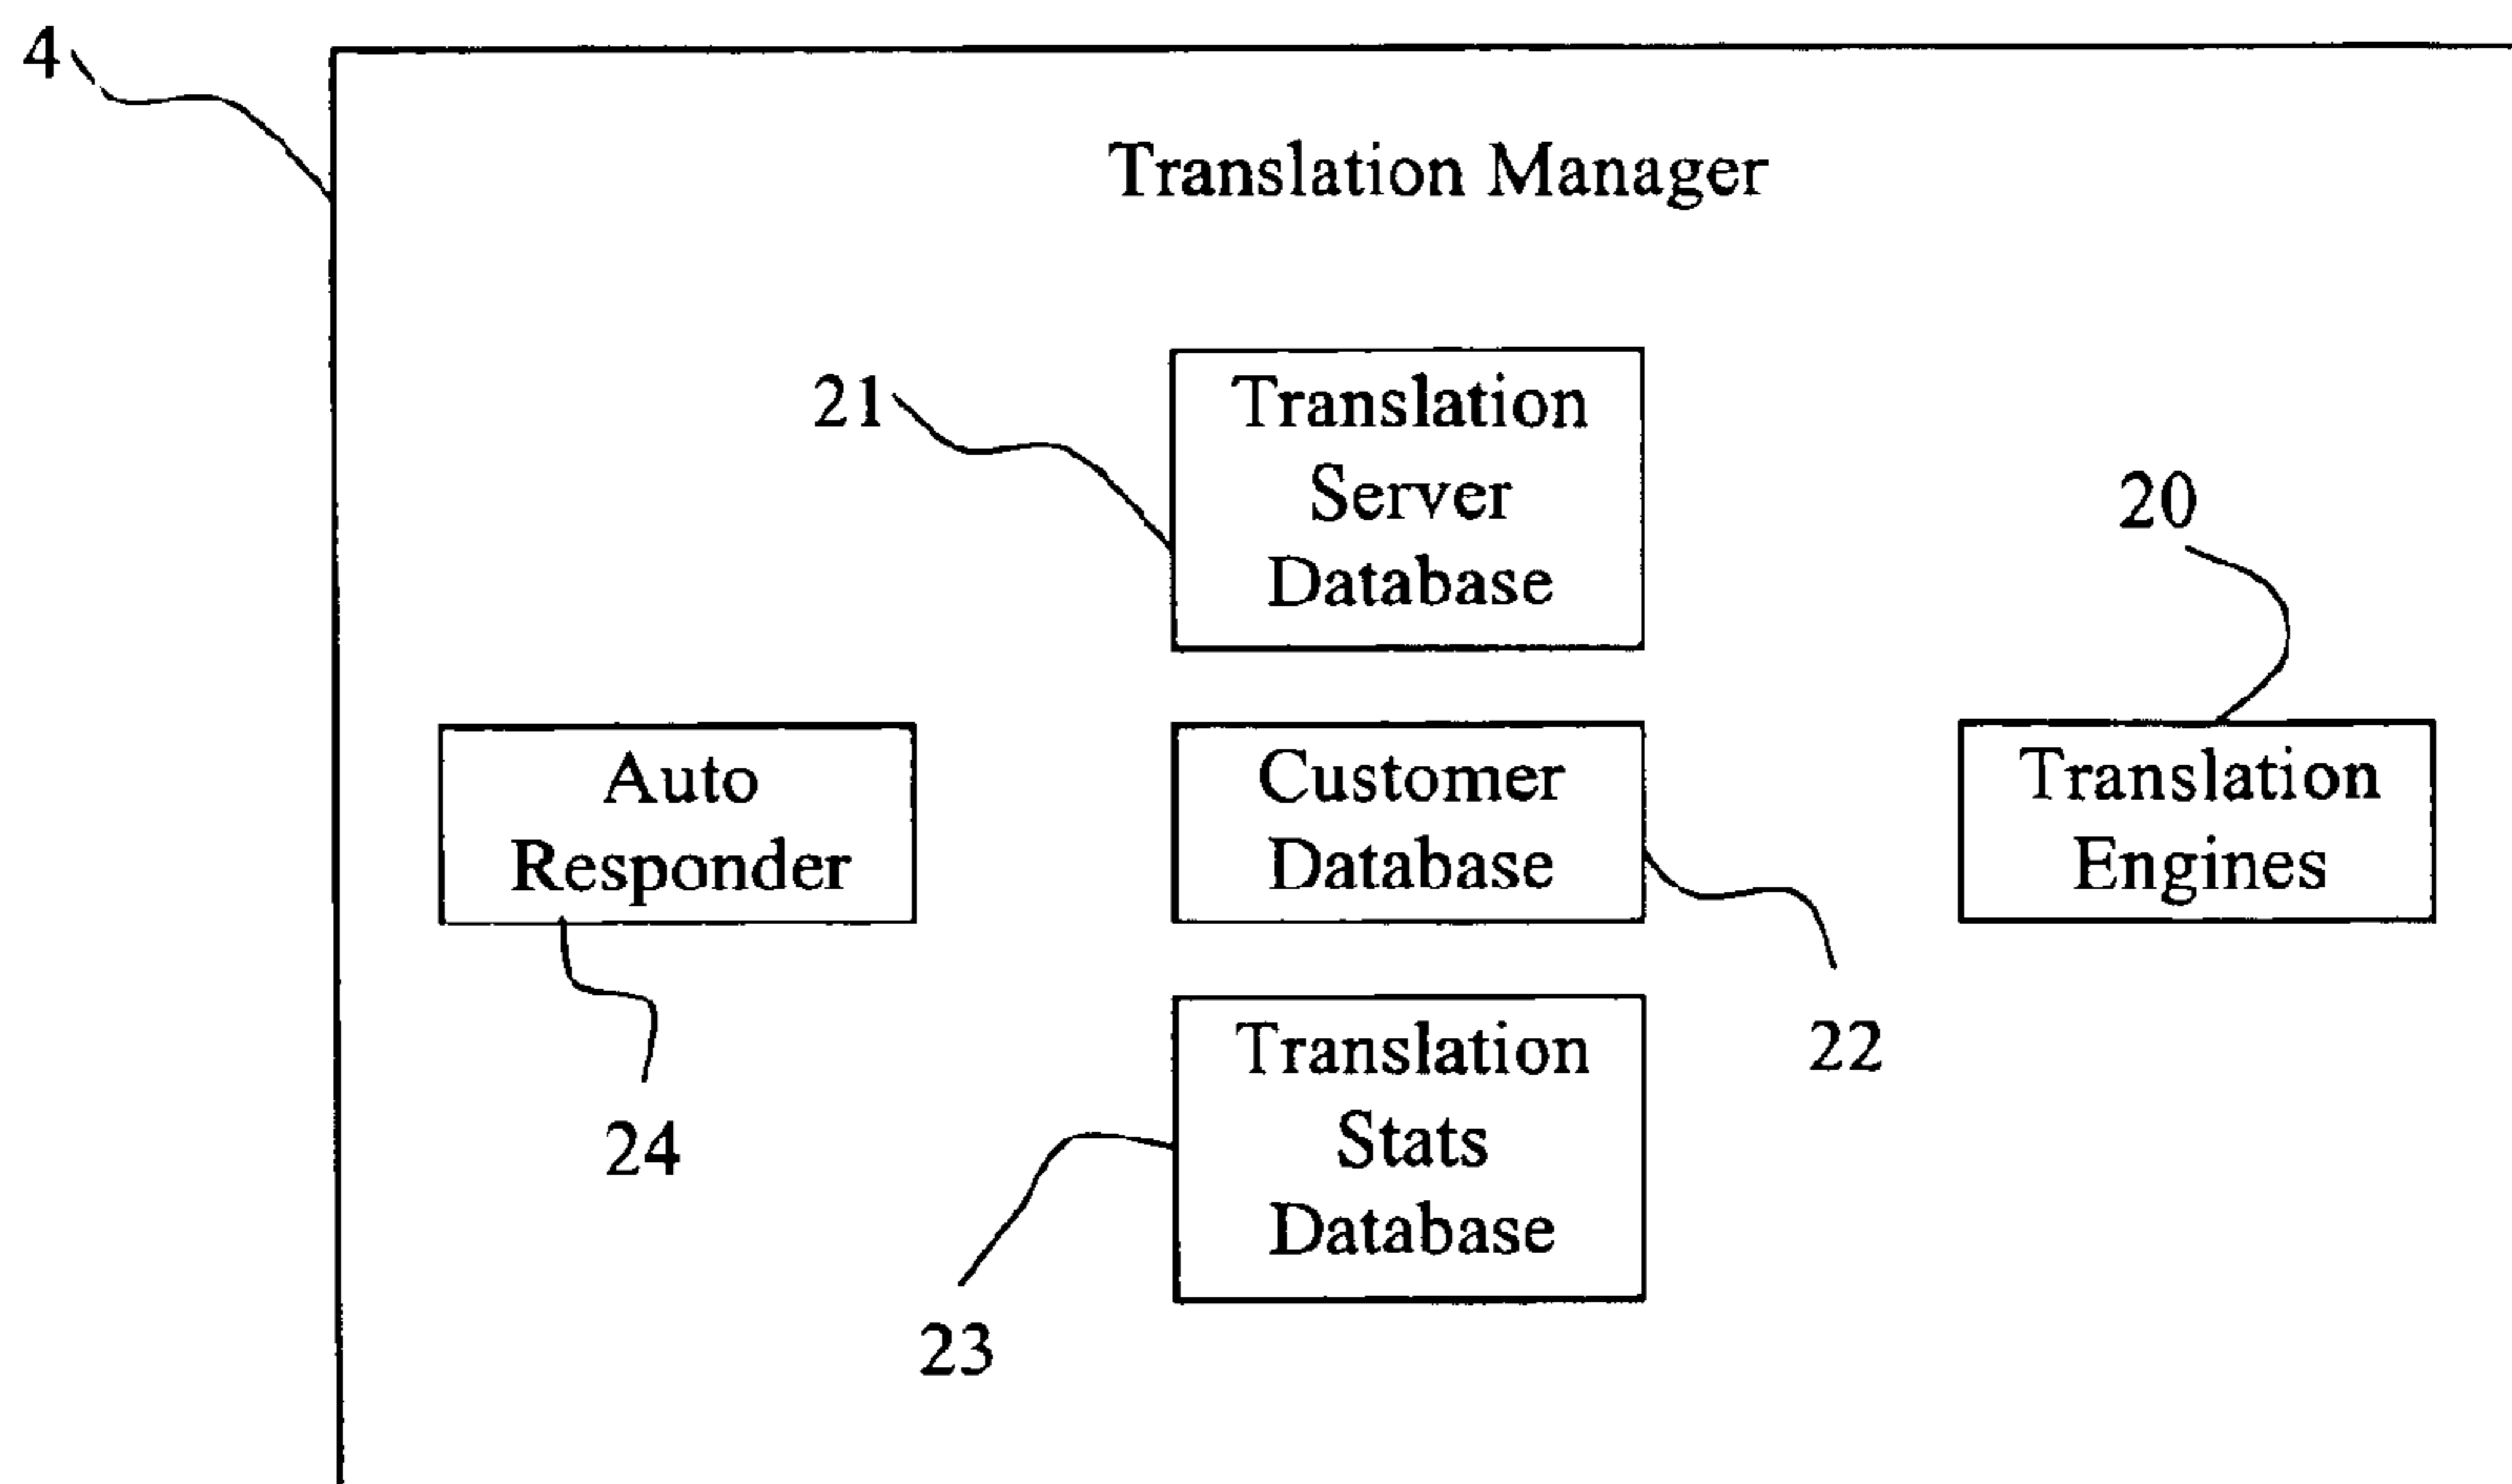 4
Translation Manager
21
Translation
Server
Database
20
Auto
Responder
Customer
Database
Translation
Engines
22
24
Translation
Stats
Database
23